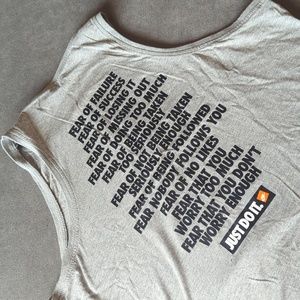 FEAR OF FAILURE
FEAR OF SUCCESS
FEAR OF LOSING IT
FEAR OF MISSING OUT
FEAR OF TRYING TOO MUCH
FEAR OF BEING TAKEN
TOO SERIOUSLY
FEAR OF NOT BEING TAKEN
SERIOUSLY ENOUGH
FEAR OF BEING FOLLOWED
FEAR NOBODY FOLLOWS YOU
FEAR OF NO LIKES
FEAR THAT YOU
WORRY TOO MUCH
FEAR THAT YOU DON'T
WORRY ENOUGH
JUST DO IT.